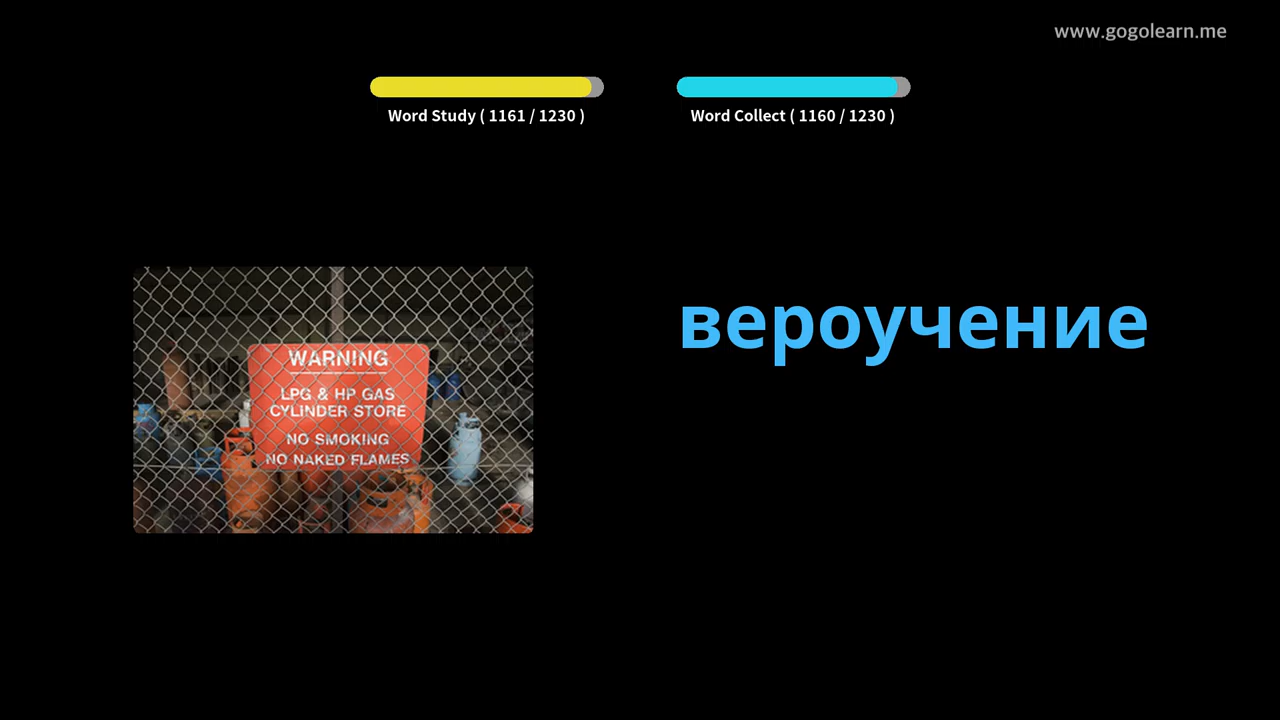 www.gogolearn.me
Word Study ( 1161 / 1230 )
Word Collect ( 1160 / 1230 )
вероучение
WARNING
LPG & HP GAS
CYLINDER STORE
NO SMOKING
NO NAKED FLAMES